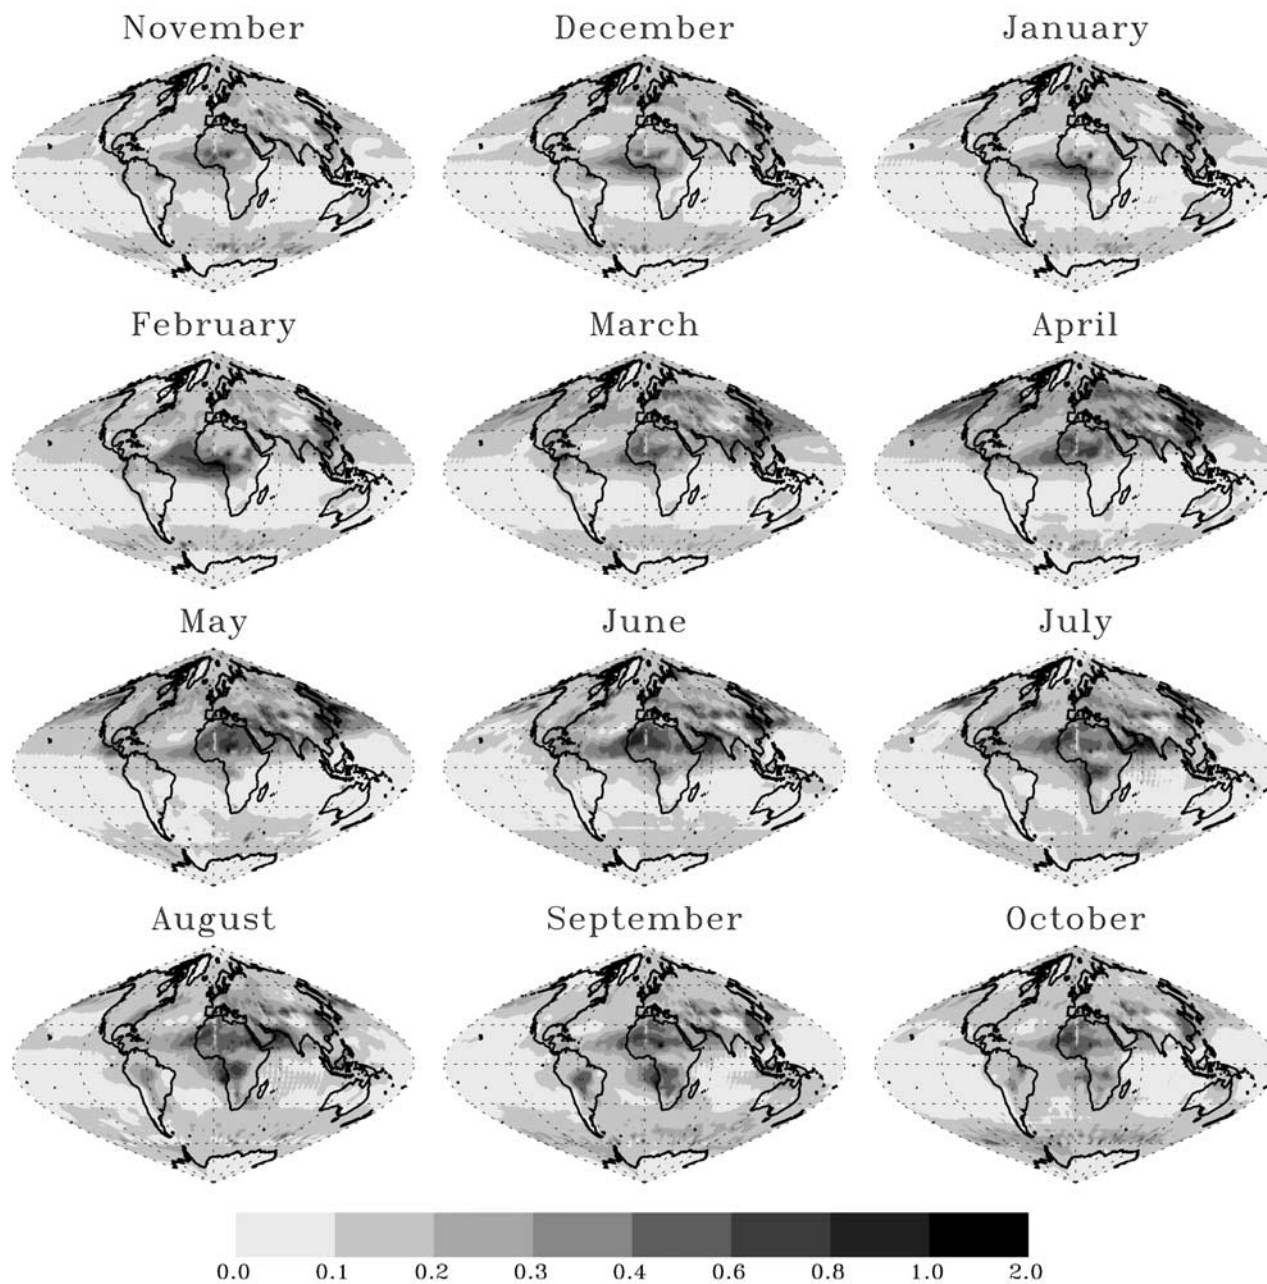 November December January
February March April
May June July
August September October
0.0 0.1 0.2 0.3 0.4 0.6 0.8 1.0 2.0